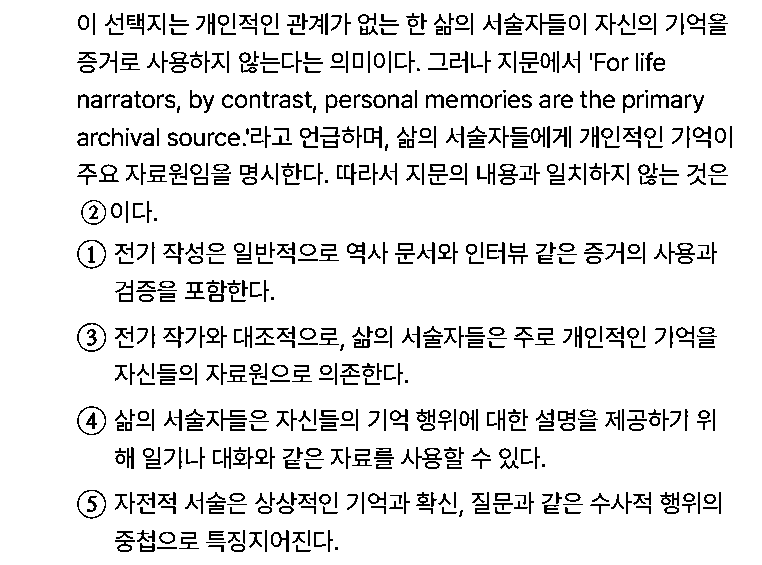 이 선택지는 개인적인 관계가 없는 한 삶의 서술자들이 자신의 기억을
증거로 사용하지 않는다는 의미이다. 그러나 지문에서 'For life
narrators, by contrast, personal memories are the primary
archival source.'라고 언급하며, 삶의 서술자들에게 개인적인 기억이
주요 자료원임을 명시한다. 따라서 지문의 내용과 일치하지 않는 것은
②이다.
① 전기 작성은 일반적으로 역사 문서와 인터뷰 같은 증거의 사용과
검증을 포함한다.
③ 전기 작가와 대조적으로, 삶의 서술자들은 주로 개인적인 기억을
자신들의 자료원으로 의존한다.
④ 삶의 서술자들은 자신들의 기억 행위에 대한 설명을 제공하기 위
해 일기나 대화와 같은 자료를 사용할 수 있다.
⑤ 자전적 서술은 상상적인 기억과 확신, 질문과 같은 수사적 행위의
중첩으로 특징지어진다.